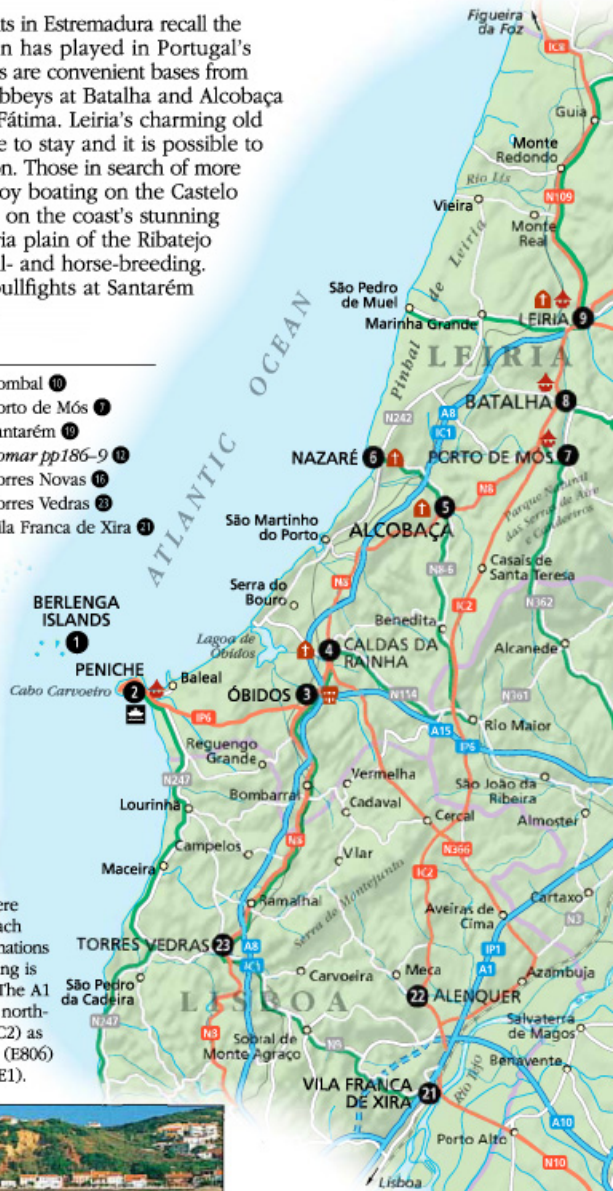 ts in Estremadura recall the
n has played in Portugal's
s are convenient bases from
bbeys at Batalha and Alcobaça
Fátima. Leiria's charming old
e to stay and it is possible to
on. Those in search of more
oy boating on the Castelo
on the coast's stunning
ria plain of the Ribatejo
l- and horse-breeding.
bullfights at Santarém
ombal 10
orto de Mós 7
antarém 19
omar pp186–9 12
orres Novas 16
orres Vedras 23
ila Franca de Xira 21
Figueira
da Foz
IC8
Guia
Monte
Redondo
Rio Lis
N109
Vieira
Monte
Real
São Pedro
de Muel
Marinha Grande
LEIRIA 9
Pinhal de Leiria
LEIRIA
ATLANTIC OCEAN
BATALHA 8
A8
IC1
N242
NAZARÉ 6
PORTO DE MÓS 7
N8
5
ALCOBAÇA
Parque Natural
das Serras de Aire
e Candeeiros
São Martinho
do Porto
Casais de
Santa Teresa
N8
N8-6
Serra do
Bouro
IC2
N362
BERLENGA
ISLANDS
1
Benedita
Lagoa de
Óbidos
4 CALDAS DA
RAINHA
Alcanede
PENICHE
2
Baleal
Cabo Carvoeiro
ÓBIDOS 3
N114
N361
IP6
A15
Rio Maior
IP6
Reguengo
Grande
N247
Vermelha
São João da
Ribeira
Bombarral
Cadaval
Lourinha
Cercal
Almoster
N8
Campelos
N366
Vilar
Maceira
IC2
Serra de Montejunto
Ramalhal
Cartaxo
Aveiras de
Cima
N3
TORRES VEDRAS 23
A8
IC1
IP1
A1
Carvoeira
Meca
Azambuja
São Pedro
da Cadeira
22 ALENQUER
LISBOA
N247
Salvaterra
de Magos
N8
Sobral de
Monte Agraço
N9
Benavente
VILA FRANCA
DE XIRA
21
Rio Tejo
A10
Porto Alto
N10
Lisboa
ere
ach
nations
ng is
The A1
north-
C2) as
(E806)
E1).